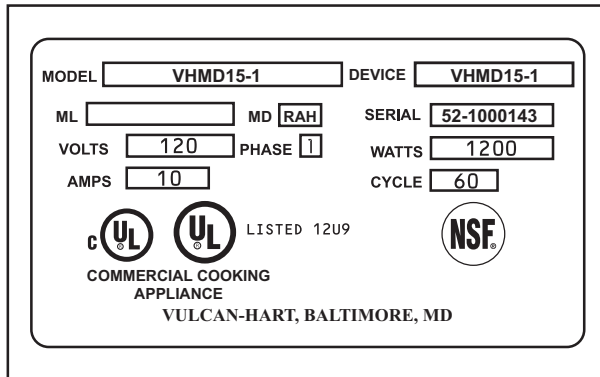 MODEL VHMD15-1 DEVICE VHMD15-1
ML MD RAH SERIAL 52-1000143
VOLTS 120 PHASE 1 WATTS 1200
AMPS 10 CYCLE 60
C UL ® UL ® LISTED 12U9 NSF®
COMMERCIAL COOKING
APPLIANCE
VULCAN-HART, BALTIMORE, MD